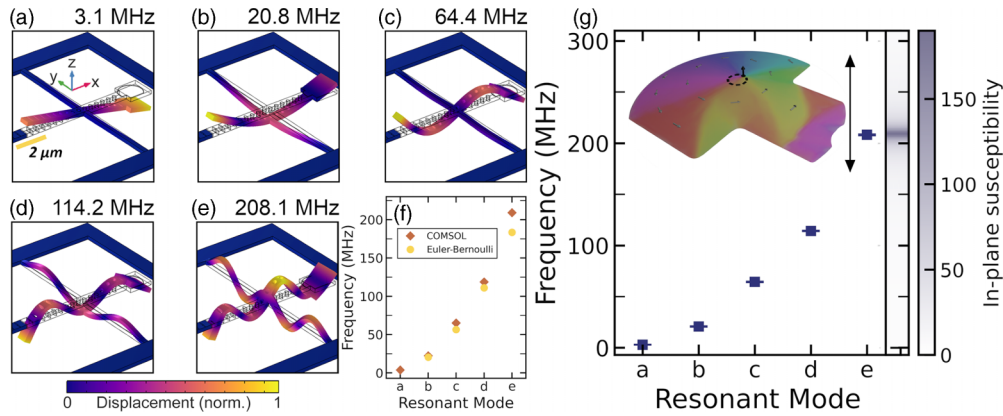 (a) 3.1 MHz
z
y
x
2 μm
(b) 20.8 MHz
(c) 64.4 MHz
(d) 114.2 MHz
(e) 208.1 MHz
0 Displacement (norm.) 1
(f)
COMSOL
Euler-Bernoulli
Frequency (MHz)
200
150
100
50
0
a b c d e
Resonant Mode
(g)
Frequency (MHz)
300
200
100
0
a b c d e
Resonant Mode
In-plane susceptibility
150
100
50
0